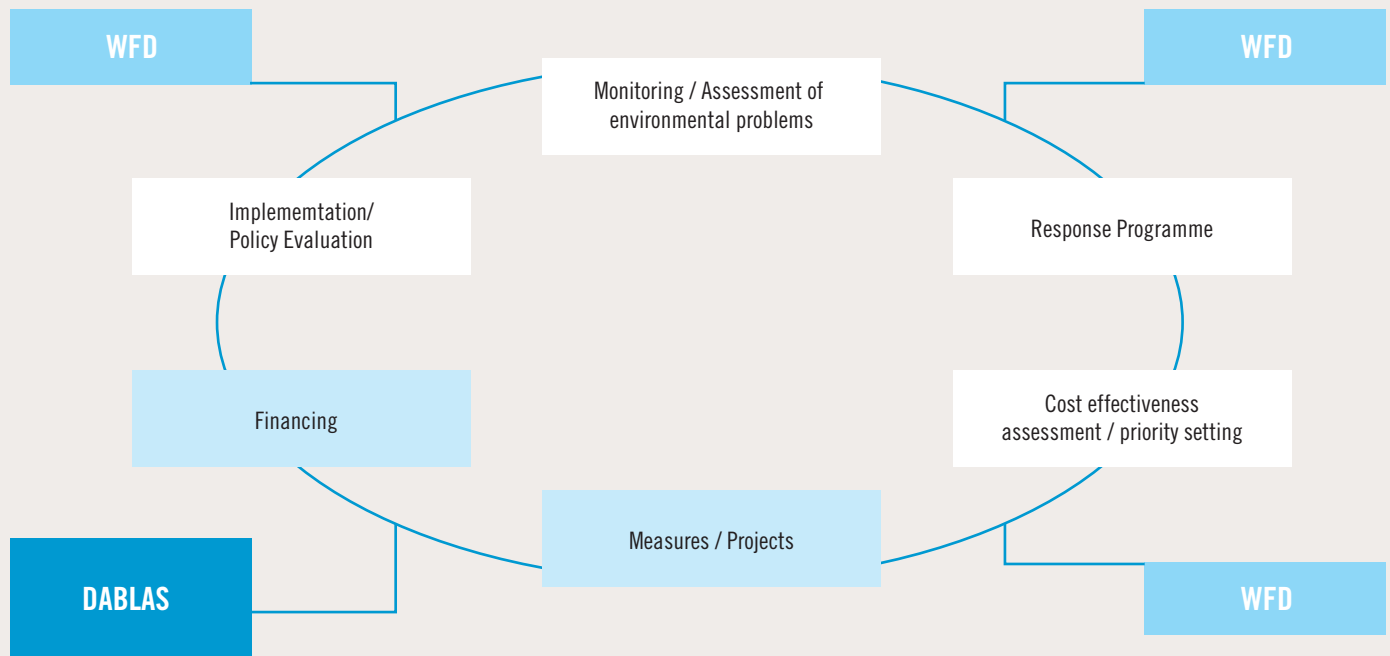 WFD
WFD
Monitoring / Assessment of
environmental problems
Implememtation/
Policy Evaluation
Response Programme
Financing
Cost effectiveness
assessment / priority setting
Measures / Projects
DABLAS
WFD